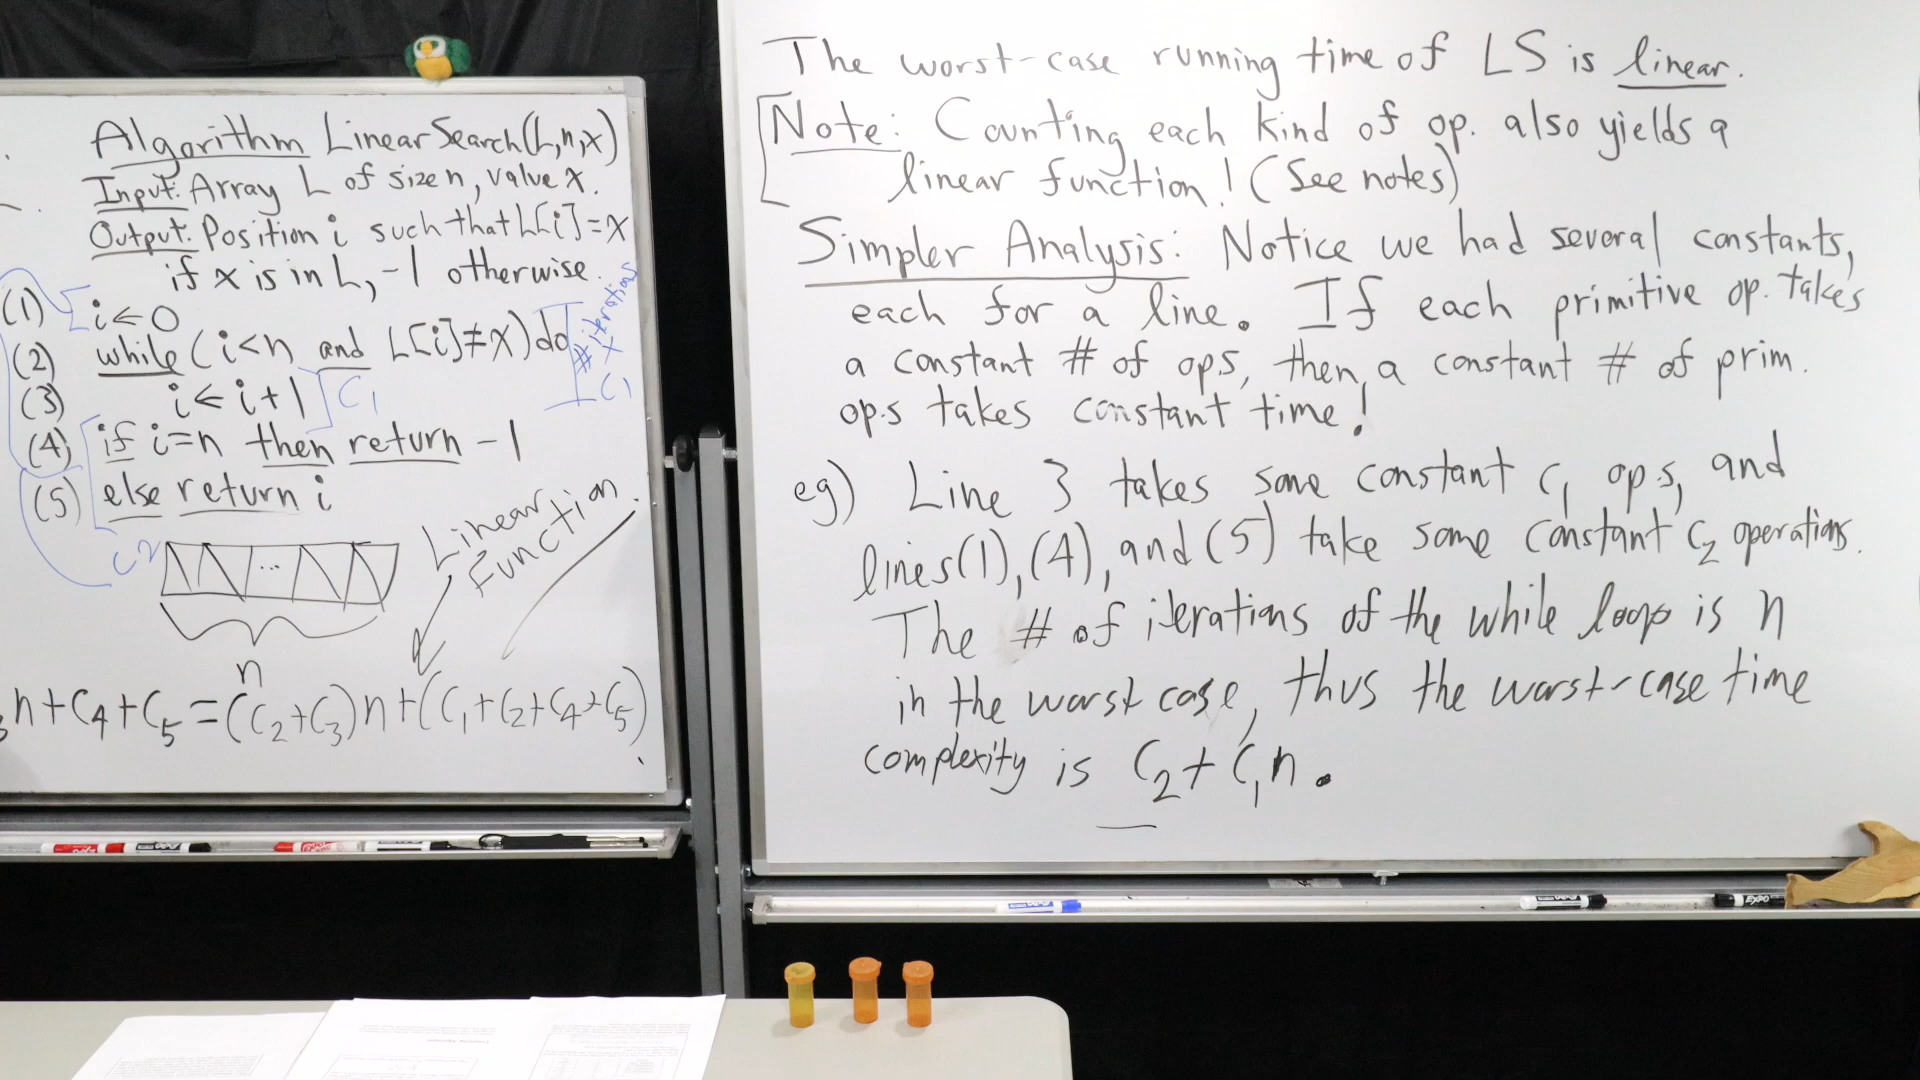 Algorithm LinearSearch(L,n,x)
Input: Array L of size n, value x.
Output: Position i such that L[i]=x
if x is in L, -1 otherwise.
(1) i ← 0
(2) while (i<n and L[i]≠x) do
(3) i ← i+1
(4) if i=n then return -1
(5) else return i
C1
# iterations
×
C1
C2
...
n
Linear
Function.
n+C4+C5=(C2+C3)n+(C1+C2+C4+C5)
The worst-case running time of LS is linear.
Note: Counting each kind of op. also yields a
linear function! (See notes)
Simpler Analysis: Notice we had several constants,
each for a line. If each primitive op. takes
a constant # of ops, then a constant # of prim.
op.s takes constant time!
eg) Line 3 takes some constant C1 op.s, and
lines (1), (4), and (5) take some constant C2 operations.
The # of iterations of the while loop is n
in the worst case, thus the worst-case time
complexity is C2 + C1n.
EXPO